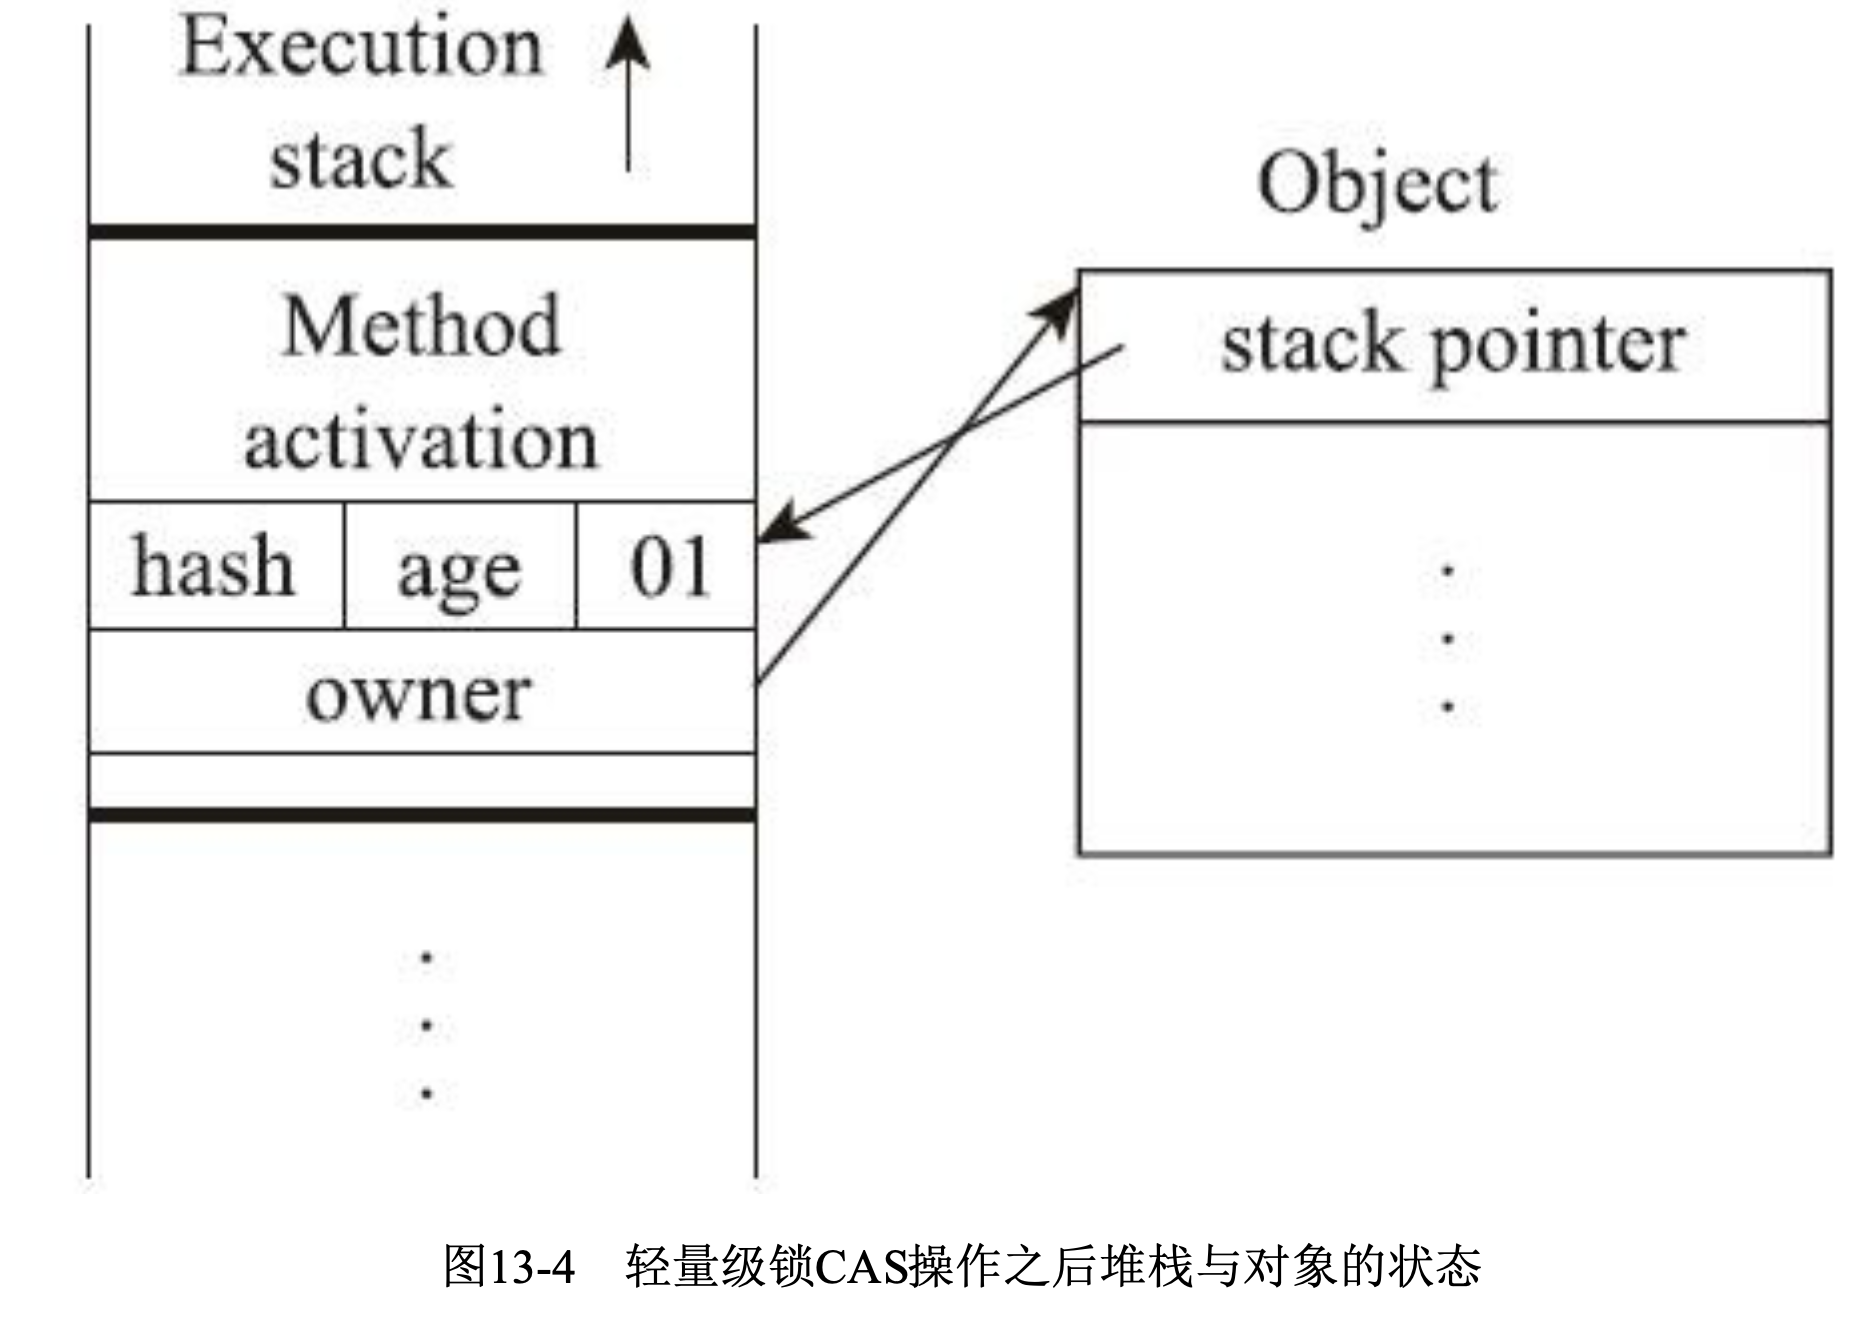 Execution
stack
Object
Method
activation
stack pointer
hash age 01
owner
图13-4 轻量级锁CAS操作之后堆栈与对象的状态